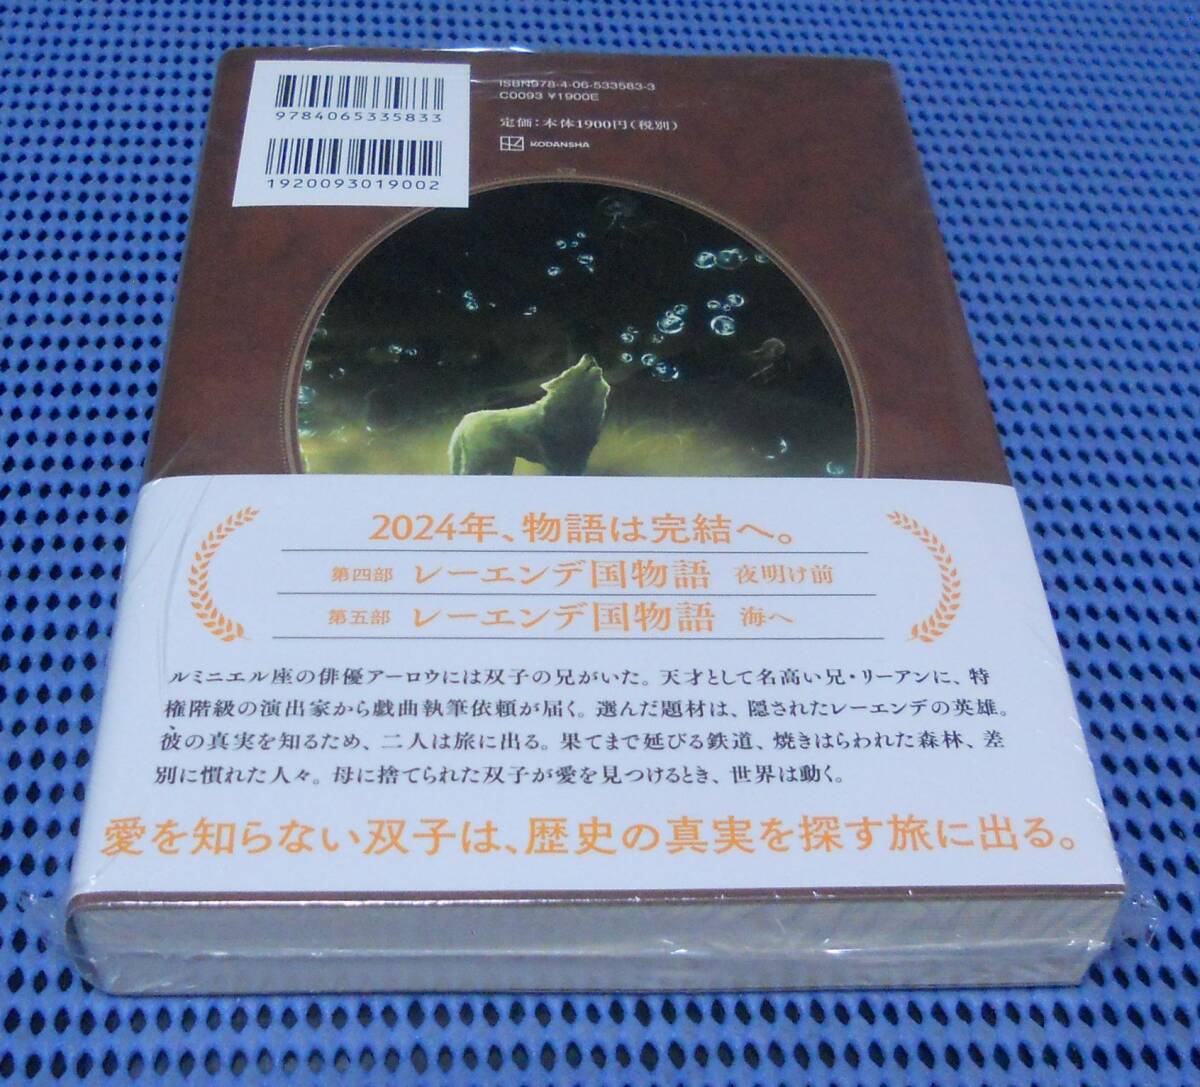 9784065335833
1920093019002
ISBN978-4-06-533583-3
C0093 ¥1900E
定価:本体1900円(税別)
KODANSHA
2024年、物語は完結へ。
第四部 レーエンデ国物語 夜明け前
第五部 レーエンデ国物語 海へ
ルミニエル座の俳優アーロウには双子の兄がいた。天才として名高い兄・リーアンに、特
権階級の演出家から戯曲執筆依頼が届く。選んだ題材は、隠されたレーエンデの英雄。
彼の真実を知るため、二人は旅に出る。果てまで延びる鉄道、焼きはらわれた森林、差
別に慣れた人々。母に捨てられた双子が愛を見つけるとき、世界は動く。
愛を知らない双子は、歴史の真実を探す旅に出る。